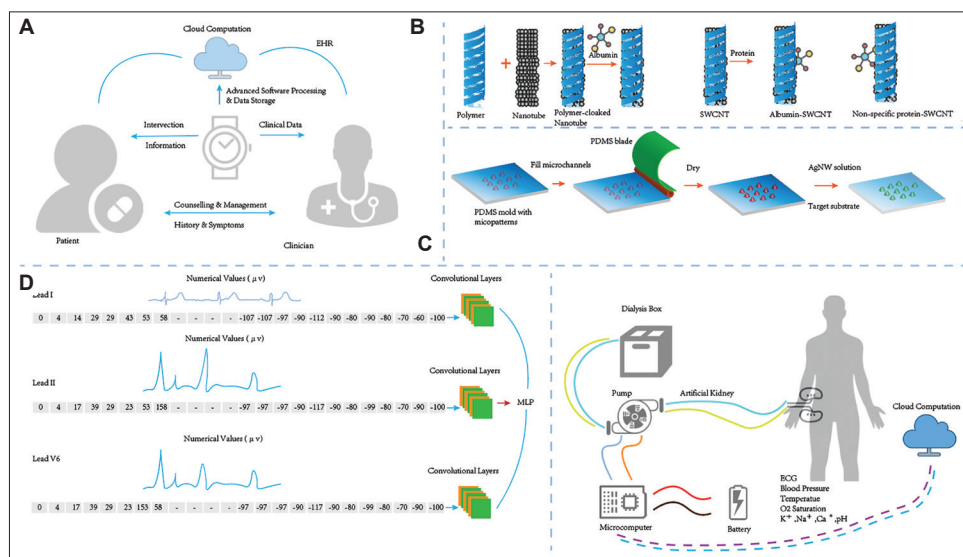 A
Cloud Computation
EHR
Advanced Software Processing
& Data Storage
Intervection
Clinical Data
Information
Counselling & Management
History & Symptoms
Patient
Clinician
B
Albumin
Protein
Polymer
Nanotube
Polymer-cloaked
Nanotube
SWCNT
Albumin-SWCNT
Non-specific protein-SWCNT
PDMS blade
Fill microchannels
Dry
AgNW solution
PDMS mold with
micopatterns
Target substrate
C
D
Lead I
Numerical Values ( μv)
Convolutional Layers
0 4 14 29 29 43 53 58 - - - - -107 -107 -97 -90 -112 -90 -80 -90 -80 -70 -60 -100
Numerical Values ( μv)
Lead II
Convolutional Layers
0 4 17 39 29 23 53 158 - - - - -97 -97 -97 -90 -117 -90 -80 -99 -80 -70 -90 -100
MLP
Numerical Values ( μv)
Lead V6
Convolutional Layers
0 4 17 39 29 23 153 58 - - - - -97 -97 -97 -90 -117 -90 -80 -99 -80 -70 -90 -100
Dialysis Box
Pump
Artificial Kidney
Cloud Computation
Microcomputer
Battery
ECG
Blood Pressure
Temperatue
O2 Saturation
K⁺ ,Na⁺ ,Ca⁺ ,pH